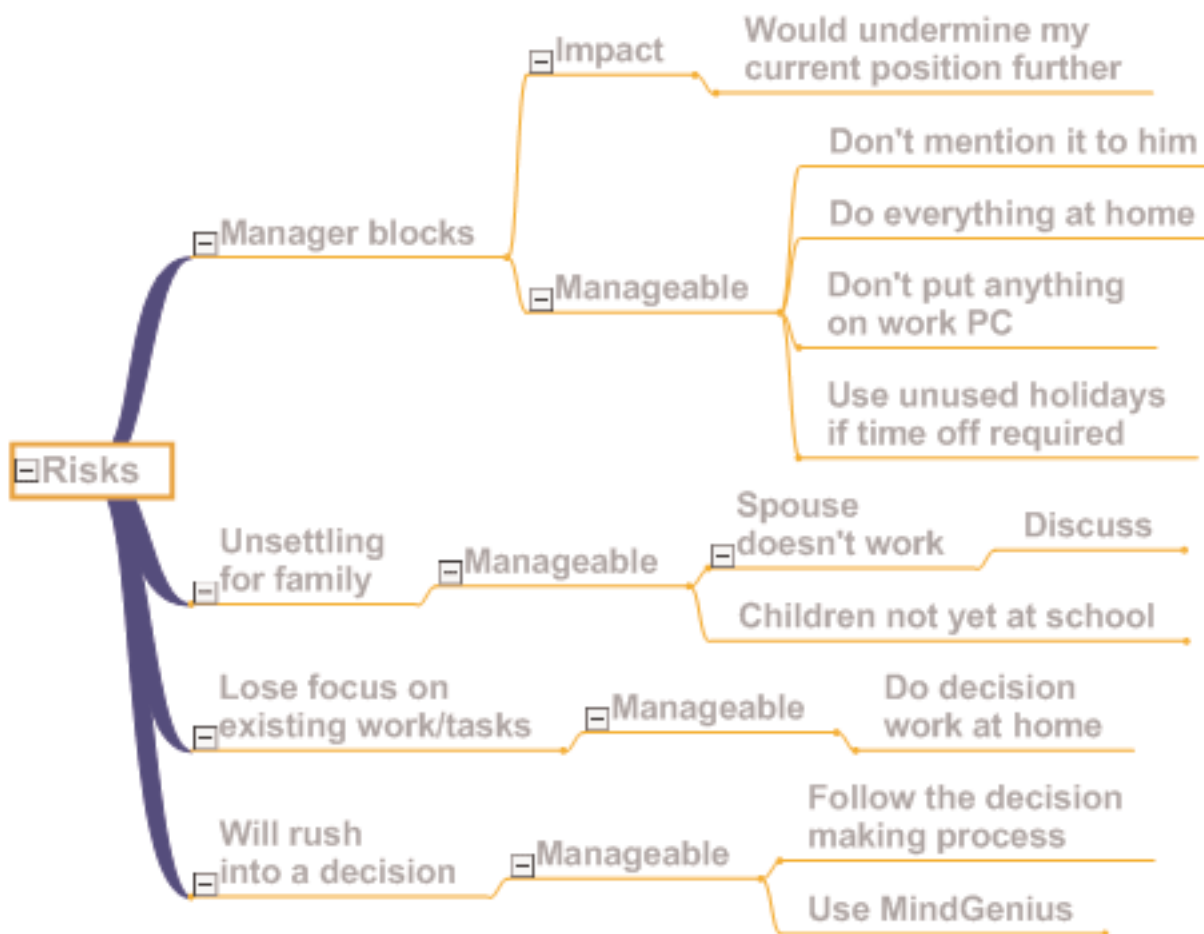 Risks
Manager blocks
Impact
Would undermine my
current position further
Manageable
Don't mention it to him
Do everything at home
Don't put anything
on work PC
Use unused holidays
if time off required
Unsettling
for family
Manageable
Spouse
doesn't work
Discuss
Children not yet at school
Lose focus on
existing work/tasks
Manageable
Do decision
work at home
Will rush
into a decision
Manageable
Follow the decision
making process
Use MindGenius